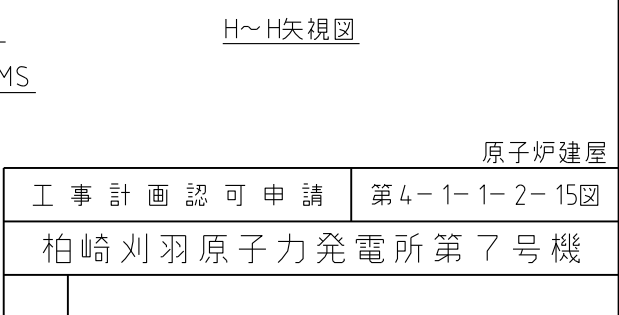 H～H矢視図
MS
原子炉建屋
工事計画認可申請 第4－1－1－2－15図
柏崎刈羽原子力発電所第７号機